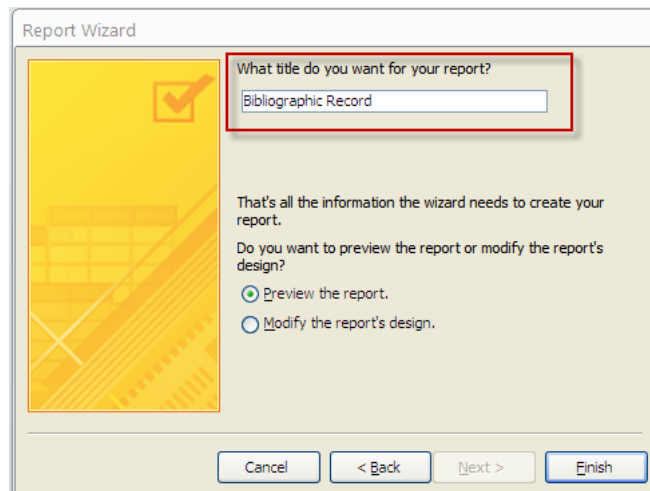 Report Wizard
What title do you want for your report?
Bibliographic Record
That's all the information the wizard needs to create your
report.
Do you want to preview the report or modify the report's
design?
Preview the report.
Modify the report's design.
Cancel
< Back
Next >
Finish